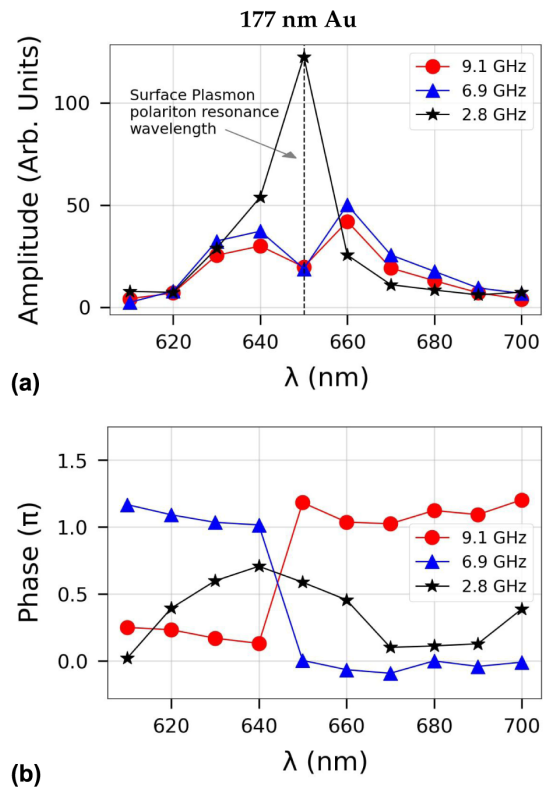 177 nm Au
100
50
0
Amplitude (Arb. Units)
Surface Plasmon
polariton resonance
wavelength
9.1 GHz
6.9 GHz
2.8 GHz
620 640 660 680 700
λ (nm)
(a)
1.5
1.0
0.5
0.0
Phase (π)
9.1 GHz
6.9 GHz
2.8 GHz
620 640 660 680 700
λ (nm)
(b)